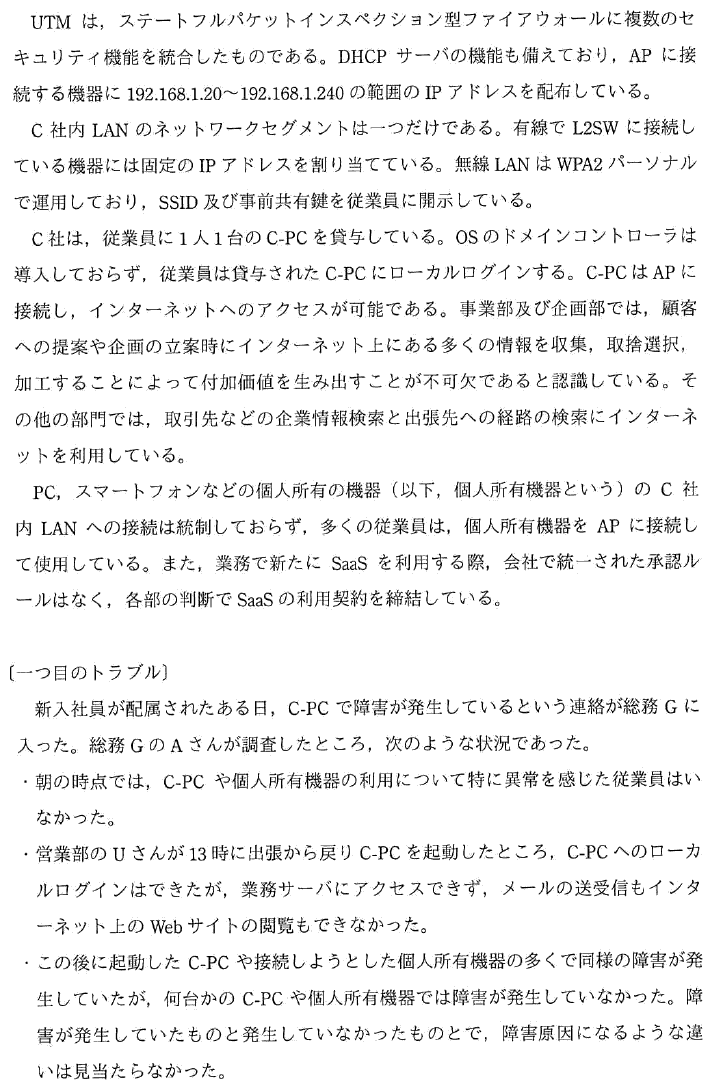 UTM は，ステートフルパケットインスペクション型ファイアウォールに複数のセ
キュリティ機能を統合したものである。DHCP サーバの機能も備えており，AP に接
続する機器に 192.168.1.20～192.168.1.240 の範囲の IP アドレスを配布している。
C 社内 LAN のネットワークセグメントは一つだけである。有線で L2SW に接続し
ている機器には固定の IP アドレスを割り当てている。無線 LAN は WPA2 パーソナル
で運用しており，SSID 及び事前共有鍵を従業員に開示している。
C 社は，従業員に 1 人 1 台の C-PC を貸与している。OS のドメインコントローラは
導入しておらず，従業員は貸与された C-PC にローカルログインする。C-PC は AP に
接続し，インターネットへのアクセスが可能である。事業部及び企画部では，顧客
への提案や企画の立案時にインターネット上にある多くの情報を収集，取捨選択，
加工することによって付加価値を生み出すことが不可欠であると認識している。そ
の他の部門では，取引先などの企業情報検索と出張先への経路の検索にインターネ
ットを利用している。
PC，スマートフォンなどの個人所有の機器（以下，個人所有機器という）の C 社
内 LAN への接続は統制しておらず，多くの従業員は，個人所有機器を AP に接続し
て使用している。また，業務で新たに SaaS を利用する際，会社で統一された承認ル
ールはなく，各部の判断で SaaS の利用契約を締結している。
〔一つ目のトラブル〕
新入社員が配属されたある日，C-PC で障害が発生しているという連絡が総務 G に
入った。総務 G の A さんが調査したところ，次のような状況であった。
・朝の時点では，C-PC や個人所有機器の利用について特に異常を感じた従業員はい
なかった。
・営業部の U さんが 13 時に出張から戻り C-PC を起動したところ，C-PC へのローカ
ルログインはできたが，業務サーバにアクセスできず，メールの送受信もインタ
ーネット上の Web サイトの閲覧もできなかった。
・この後に起動した C-PC や接続しようとした個人所有機器の多くで同様の障害が発
生していたが，何台かの C-PC や個人所有機器では障害が発生していなかった。障
害が発生していたものと発生していなかったものとで，障害原因になるような違
いは見当たらなかった。